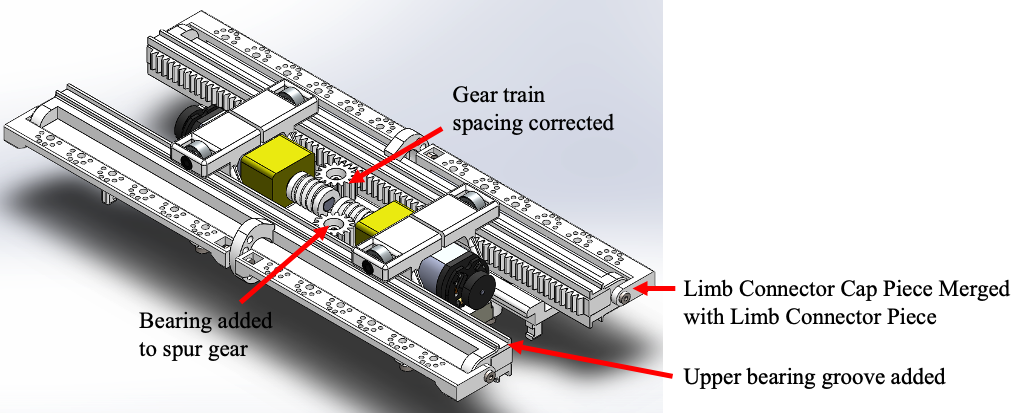 Gear train
spacing corrected
Bearing added
to spur gear
Limb Connector Cap Piece Merged
with Limb Connector Piece
Upper bearing groove added